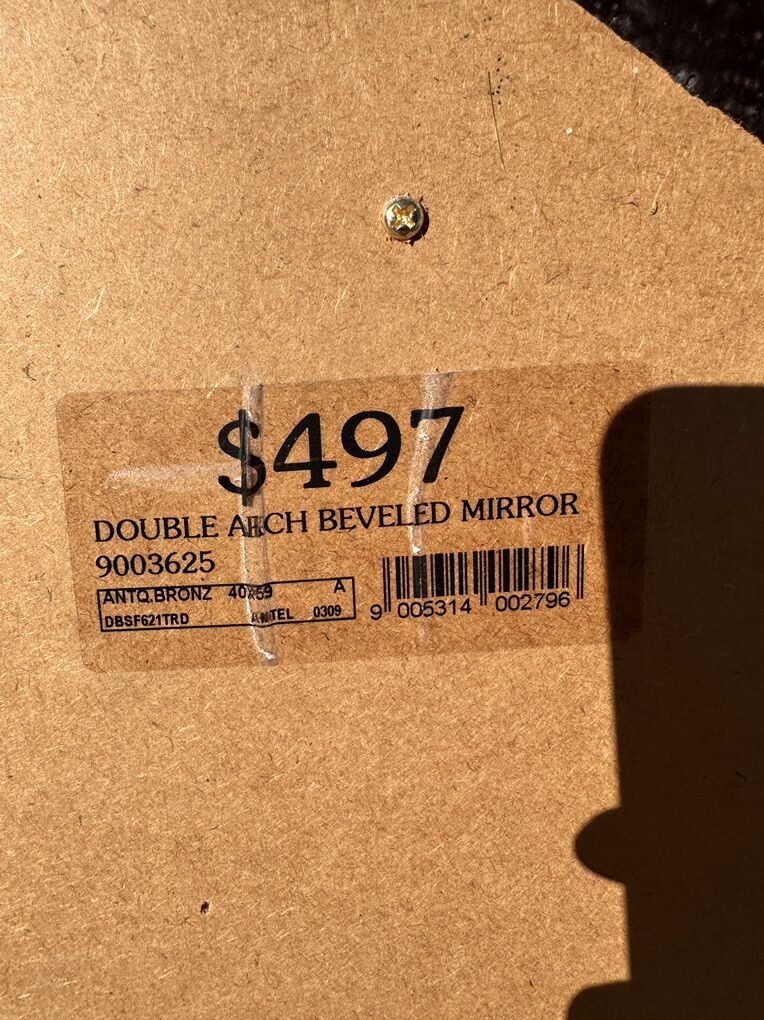 $497
DOUBLE ARCH BEVELED MIRROR
9003625
ANTQ.BRONZ 40X59 A
DBSF621TRD 0309
9 005314 002796